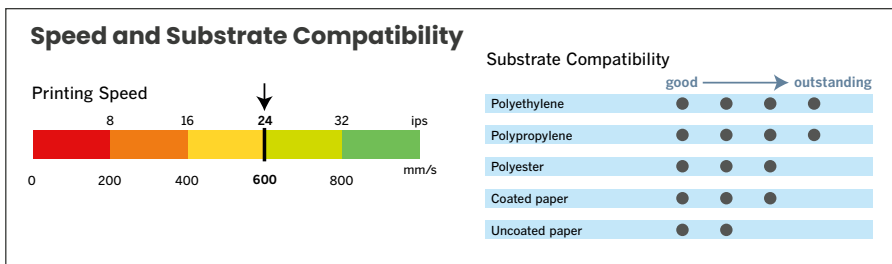 Speed and Substrate Compatibility
Printing Speed
8 16 24 32 ips
mm/s
0 200 400 600 800
Substrate Compatibility
good outstanding
Polyethylene
Polypropylene
Polyester
Coated paper
Uncoated paper